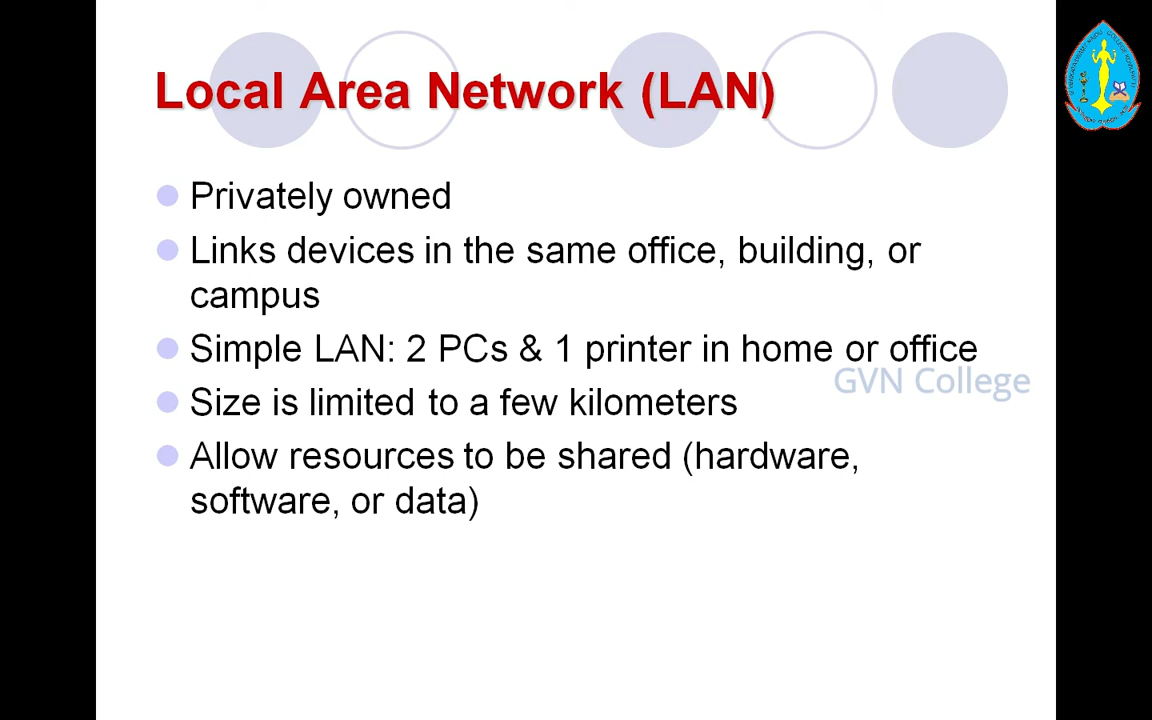 Local Area Network (LAN)
Privately owned
Links devices in the same office, building, or
campus
Simple LAN: 2 PCs & 1 printer in home or office
GVN College
Size is limited to a few kilometers
Allow resources to be shared (hardware,
software, or data)